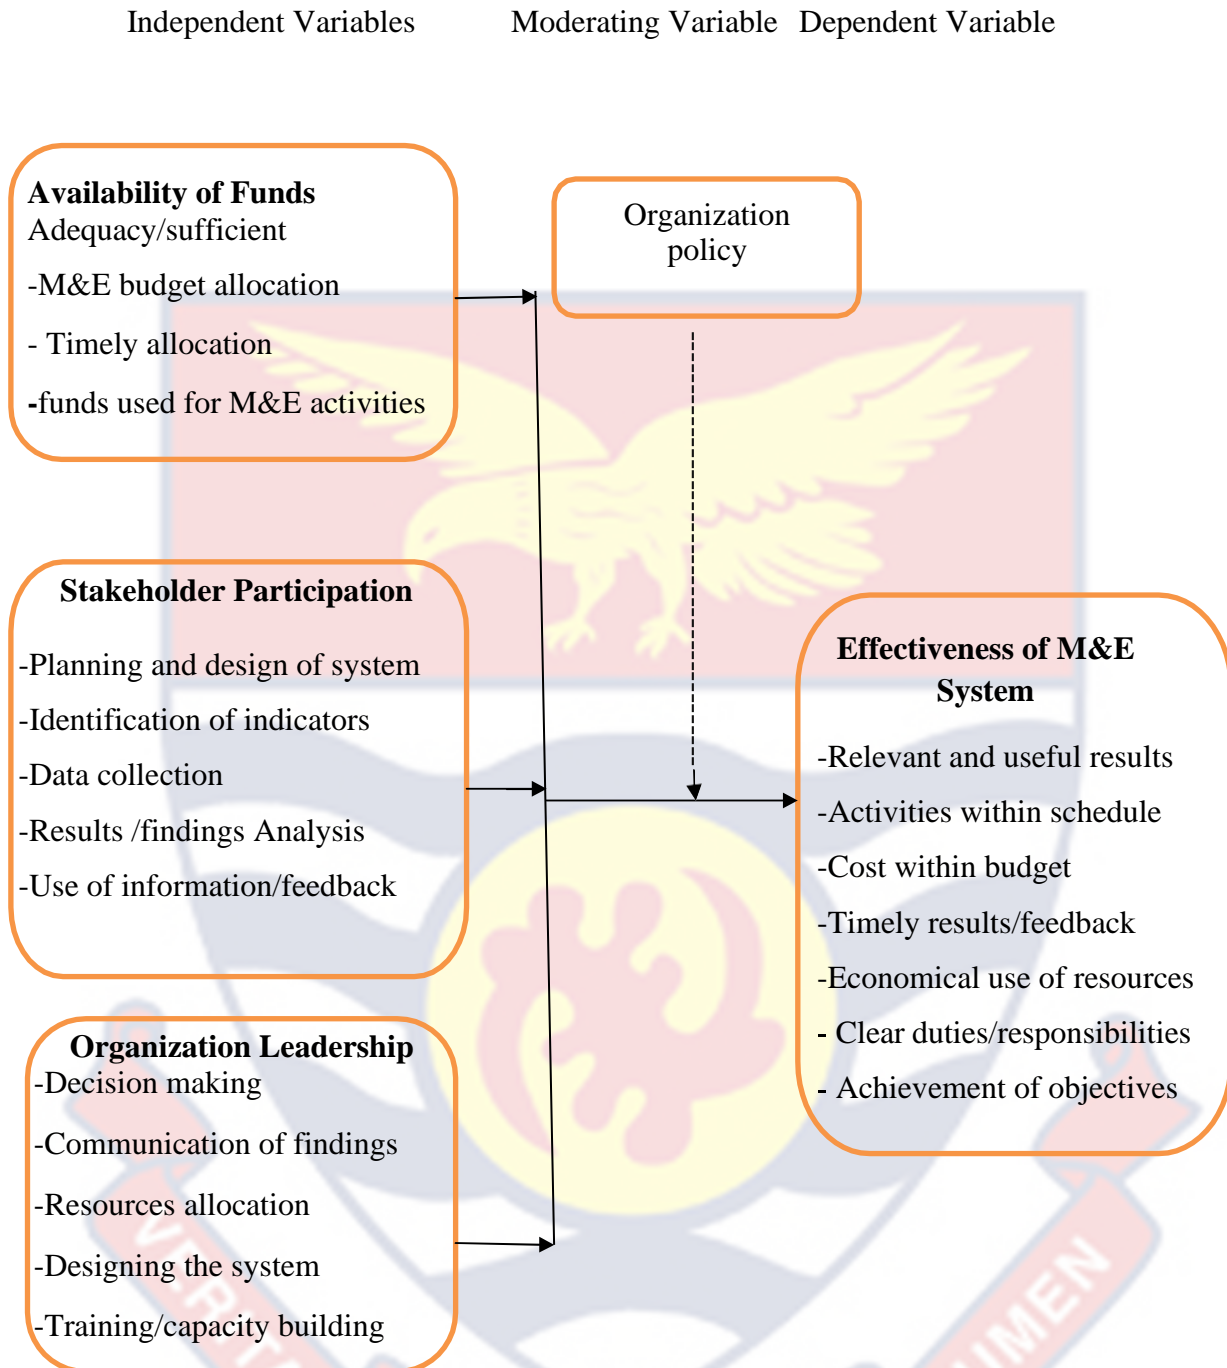 Independent Variables Moderating Variable Dependent Variable
Availability of Funds
Adequacy/sufficient
-M&E budget allocation
- Timely allocation
-funds used for M&E activities
Organization
policy
Stakeholder Participation
-Planning and design of system
-Identification of indicators
-Data collection
-Results /findings Analysis
-Use of information/feedback
Effectiveness of M&E
System
-Relevant and useful results
-Activities within schedule
-Cost within budget
-Timely results/feedback
-Economical use of resources
- Clear duties/responsibilities
- Achievement of objectives
Organization Leadership
-Decision making
-Communication of findings
-Resources allocation
-Designing the system
-Training/capacity building